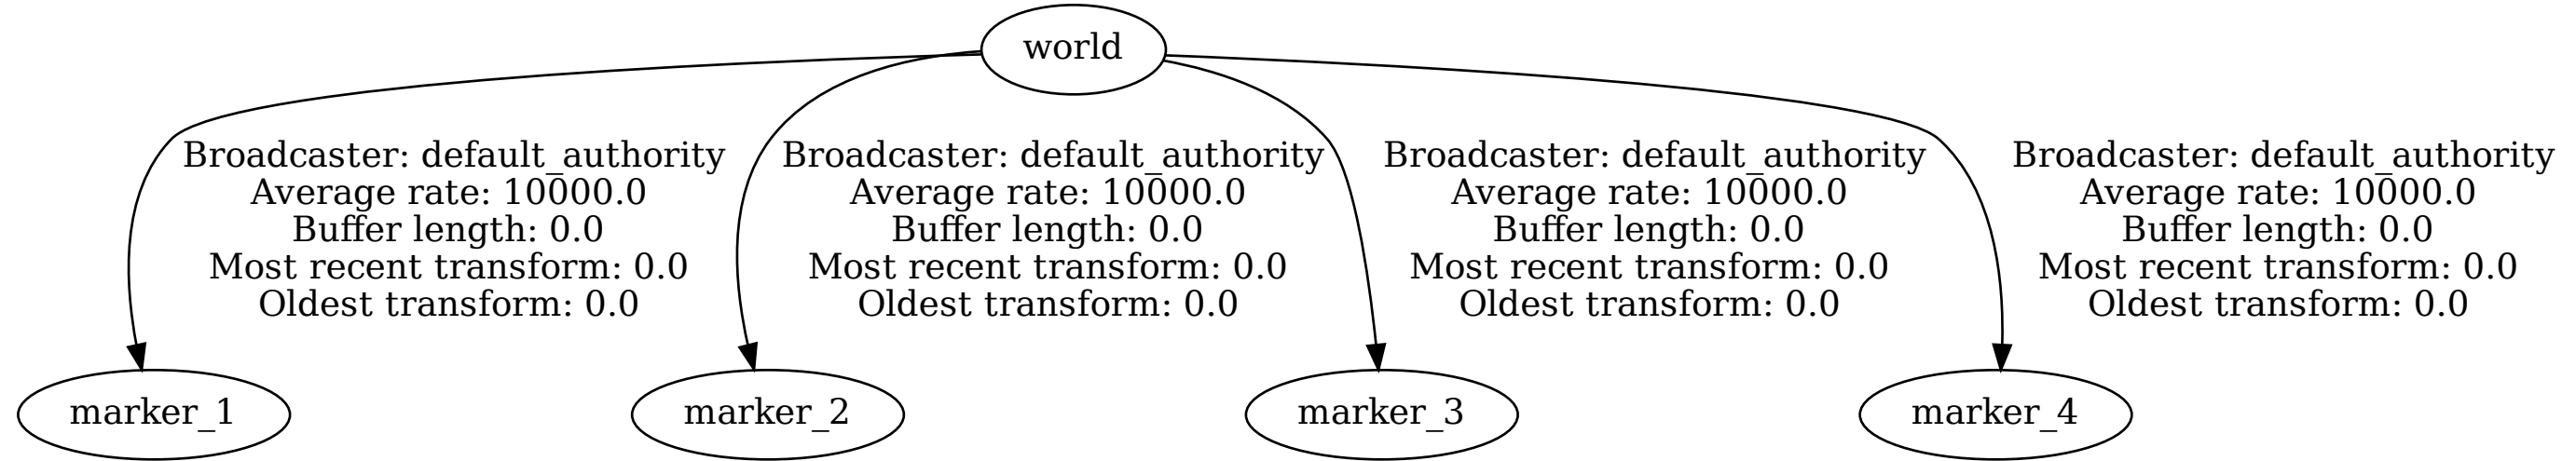 world
Broadcaster: default_authority
Average rate: 10000.0
Buffer length: 0.0
Most recent transform: 0.0
Oldest transform: 0.0
Broadcaster: default_authority
Average rate: 10000.0
Buffer length: 0.0
Most recent transform: 0.0
Oldest transform: 0.0
Broadcaster: default_authority
Average rate: 10000.0
Buffer length: 0.0
Most recent transform: 0.0
Oldest transform: 0.0
Broadcaster: default_authority
Average rate: 10000.0
Buffer length: 0.0
Most recent transform: 0.0
Oldest transform: 0.0
marker_1
marker_2
marker_3
marker_4